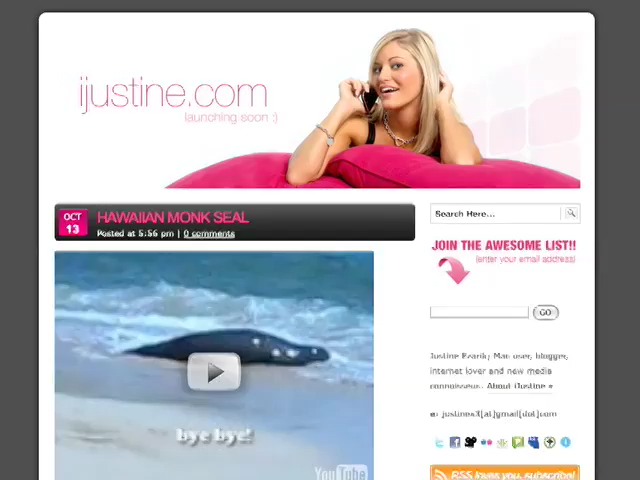 ijustine.com
launching soon :)
OCT
13
HAWAIIAN MONK SEAL
Posted at 5:56 pm | 0 comments
Search Here...
JOIN THE AWESOME LIST!!
(enter your email address)
GO
bye bye!
YouTube
Justine Ezarik: Mac user, blogger,
internet lover and new media
connoisseur. About iJustine »
e: justinex3[at]gmail[dot]com
RSS loves you, subscribe!